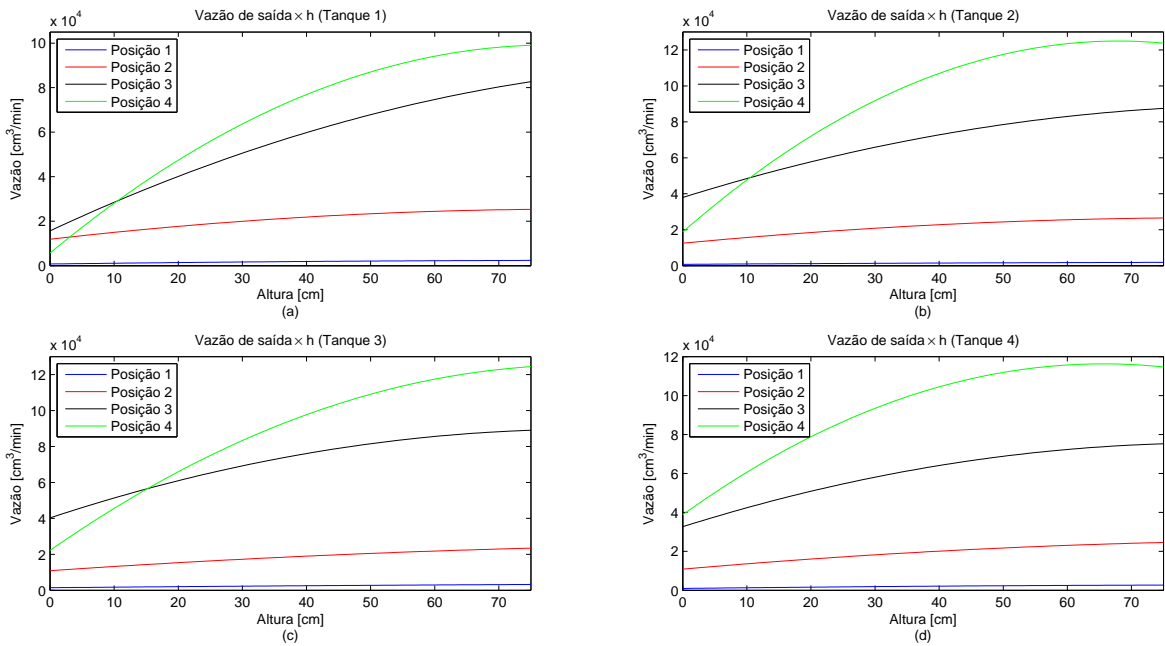 Vazão de saída × h (Tanque 1)
x 10^4
Posição 1
Posição 2
Posição 3
Posição 4
Vazão [cm^3/min]
10
8
6
4
2
0
0 10 20 30 40 50 60 70
Altura [cm]
(a)
Vazão de saída × h (Tanque 2)
x 10^4
Posição 1
Posição 2
Posição 3
Posição 4
Vazão [cm^3/min]
12
10
8
6
4
2
0
0 10 20 30 40 50 60 70
Altura [cm]
(b)
Vazão de saída × h (Tanque 3)
x 10^4
Posição 1
Posição 2
Posição 3
Posição 4
Vazão [cm^3/min]
12
10
8
6
4
2
0
0 10 20 30 40 50 60 70
Altura [cm]
(c)
Vazão de saída × h (Tanque 4)
x 10^4
Posição 1
Posição 2
Posição 3
Posição 4
Vazão [cm^3/min]
12
10
8
6
4
2
0
0 10 20 30 40 50 60 70
Altura [cm]
(d)